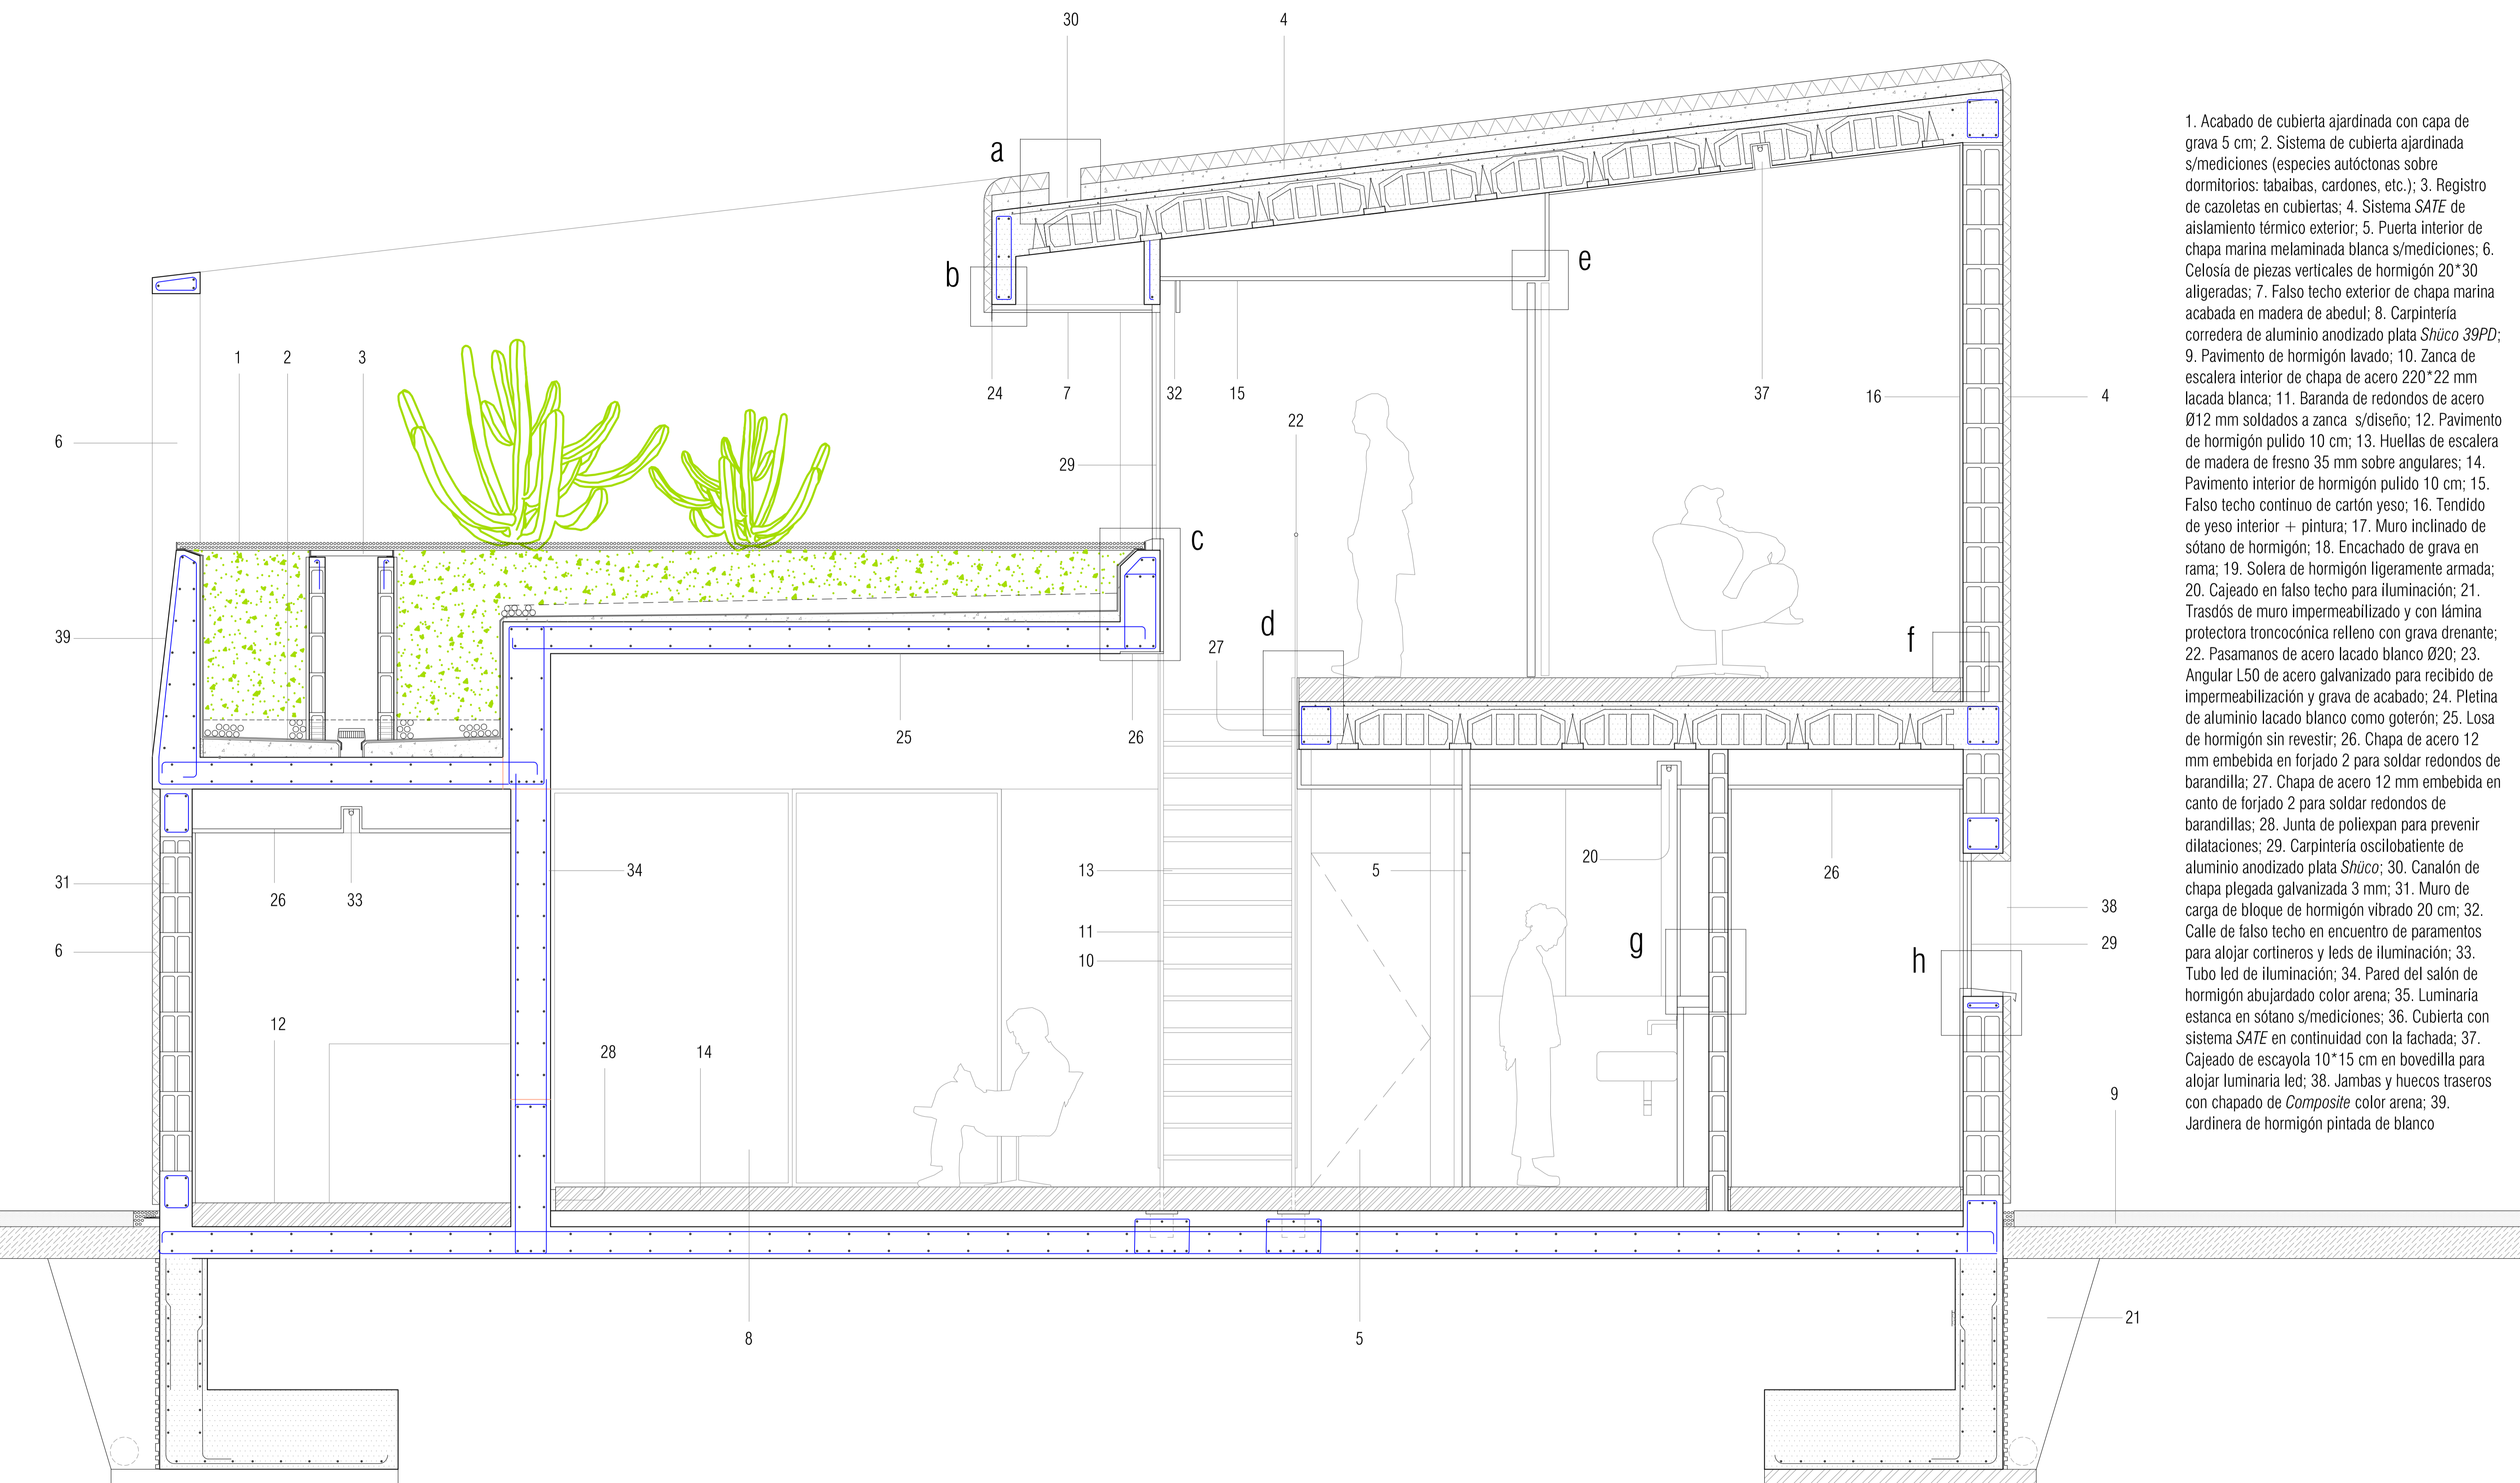 30
4
a
b
e
1
2
3
24
7
32
15
37
16
4
22
6
29
c
39
d
27
f
25
26
34
13
5
20
26
31
26
33
38
11
g
29
6
10
h
12
28
14
9
8
5
21
1. Acabado de cubierta ajardinada con capa de
grava 5 cm; 2. Sistema de cubierta ajardinada
s/mediciones (especies autóctonas sobre
dormitorios: tabaibas, cardones, etc.); 3. Registro
de cazoletas en cubiertas; 4. Sistema SATE de
aislamiento térmico exterior; 5. Puerta interior de
chapa marina melaminada blanca s/mediciones; 6.
Celosía de piezas verticales de hormigón 20*30
aligeradas; 7. Falso techo exterior de chapa marina
acabada en madera de abedul; 8. Carpintería
corredera de aluminio anodizado plata Shüco 39PD;
9. Pavimento de hormigón lavado; 10. Zanca de
escalera interior de chapa de acero 220*22 mm
lacada blanca; 11. Baranda de redondos de acero
Ø12 mm soldados a zanca s/diseño; 12. Pavimento
de hormigón pulido 10 cm; 13. Huellas de escalera
de madera de fresno 35 mm sobre angulares; 14.
Pavimento interior de hormigón pulido 10 cm; 15.
Falso techo continuo de cartón yeso; 16. Tendido
de yeso interior + pintura; 17. Muro inclinado de
sótano de hormigón; 18. Encachado de grava en
rama; 19. Solera de hormigón ligeramente armada;
20. Cajeado en falso techo para iluminación; 21.
Trasdós de muro impermeabilizado y con lámina
protectora troncocónica relleno con grava drenante;
22. Pasamanos de acero lacado blanco Ø20; 23.
Angular L50 de acero galvanizado para recibido de
impermeabilización y grava de acabado; 24. Pletina
de aluminio lacado blanco como goterón; 25. Losa
de hormigón sin revestir; 26. Chapa de acero 12
mm embebida en forjado 2 para soldar redondos de
barandilla; 27. Chapa de acero 12 mm embebida en
canto de forjado 2 para soldar redondos de
barandillas; 28. Junta de poliexpan para prevenir
dilataciones; 29. Carpintería oscilobatiente de
aluminio anodizado plata Shüco; 30. Canalón de
chapa plegada galvanizada 3 mm; 31. Muro de
carga de bloque de hormigón vibrado 20 cm; 32.
Calle de falso techo en encuentro de paramentos
para alojar cortineros y leds de iluminación; 33.
Tubo led de iluminación; 34. Pared del salón de
hormigón abujardado color arena; 35. Luminaria
estanca en sótano s/mediciones; 36. Cubierta con
sistema SATE en continuidad con la fachada; 37.
Cajeado de escayola 10*15 cm en bovedilla para
alojar luminaria led; 38. Jambas y huecos traseros
con chapado de Composite color arena; 39.
Jardinera de hormigón pintada de blanco